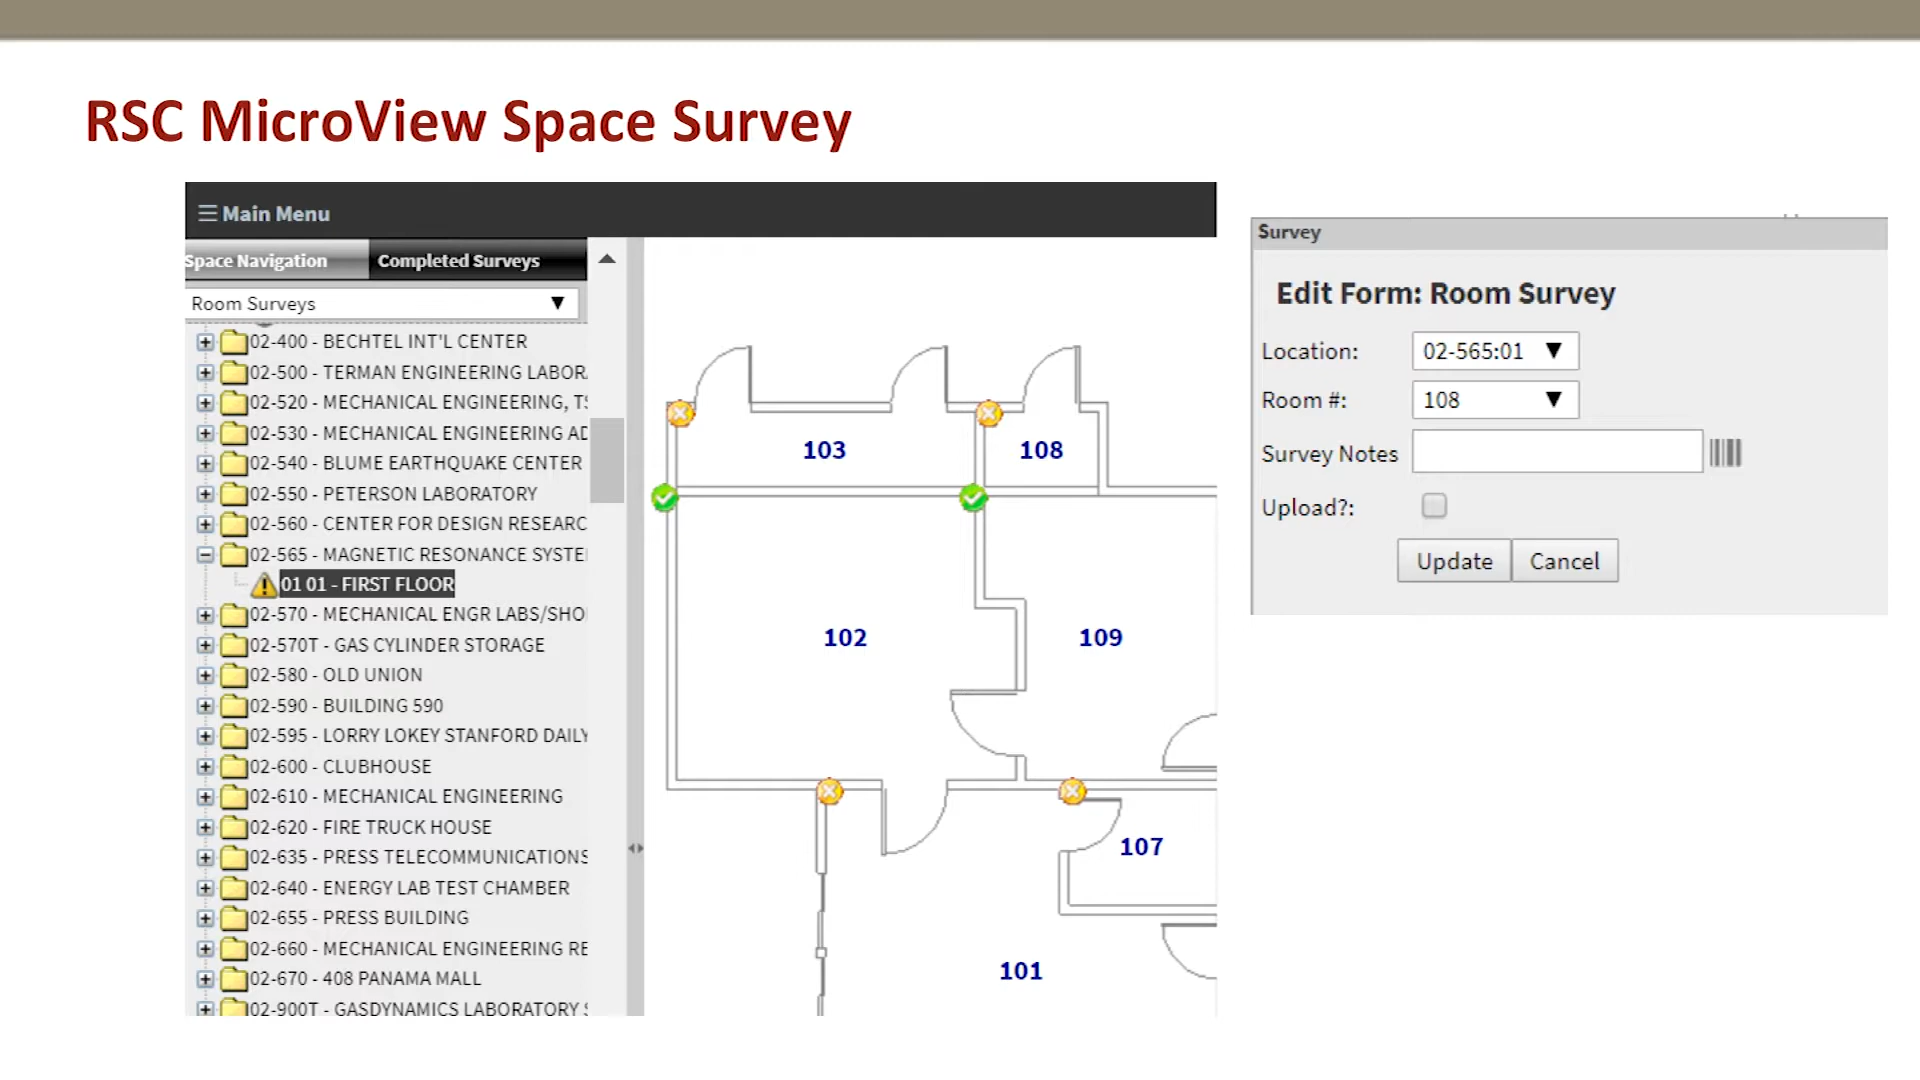 RSC MicroView Space Survey
Main Menu
Space Navigation
Completed Surveys
Room Surveys
02-400 - BECHTEL INT'L CENTER
02-500 - TERMAN ENGINEERING LABOR
02-520 - MECHANICAL ENGINEERING, TS
02-530 - MECHANICAL ENGINEERING AD
02-540 - BLUME EARTHQUAKE CENTER
02-550 - PETERSON LABORATORY
02-560 - CENTER FOR DESIGN RESEARC
02-565 - MAGNETIC RESONANCE SYSTE
01 01 - FIRST FLOOR
02-570 - MECHANICAL ENGR LABS/SHO
02-570T - GAS CYLINDER STORAGE
02-580 - OLD UNION
02-590 - BUILDING 590
02-595 - LORRY LOKEY STANFORD DAILY
02-600 - CLUBHOUSE
02-610 - MECHANICAL ENGINEERING
02-620 - FIRE TRUCK HOUSE
02-635 - PRESS TELECOMMUNICATIONS
02-640 - ENERGY LAB TEST CHAMBER
02-655 - PRESS BUILDING
02-660 - MECHANICAL ENGINEERING RE
02-670 - 408 PANAMA MALL
02-900T - GASDYNAMICS LABORATORY S
103
108
102
109
107
101
Survey
Edit Form: Room Survey
Location: 02-565:01
Room #: 108
Survey Notes
Upload?:
Update Cancel